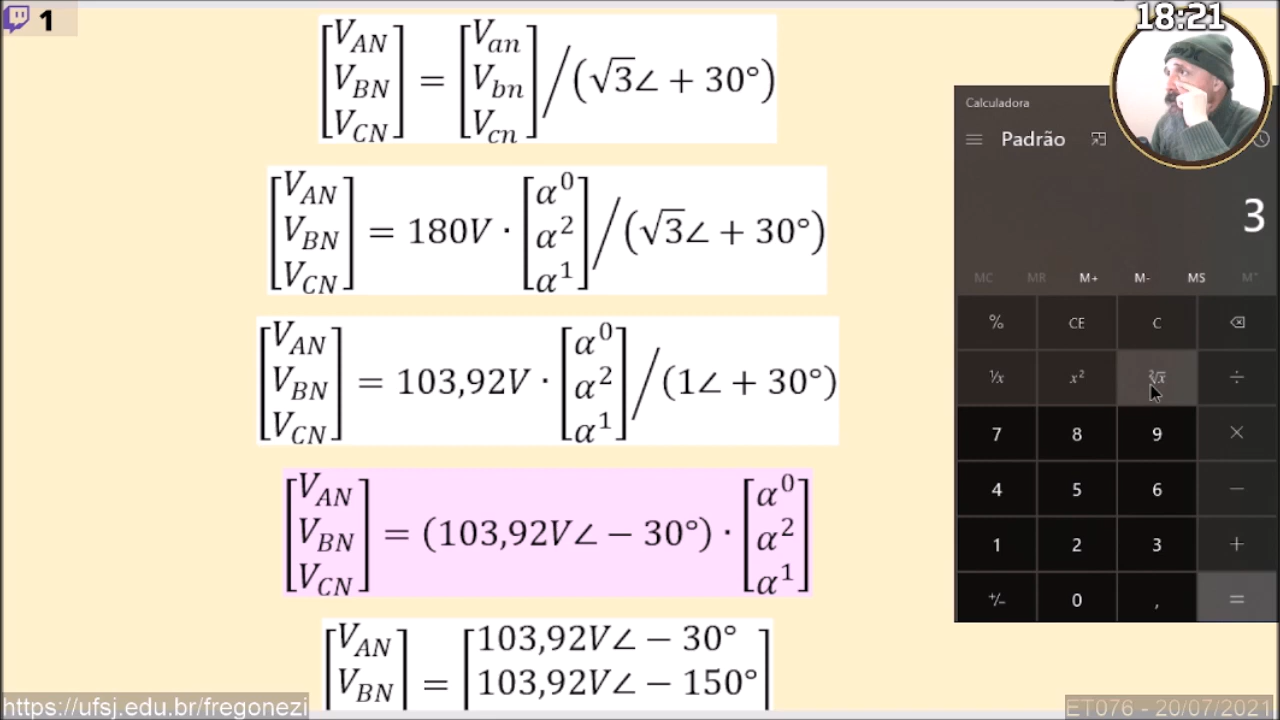 1
18:21
[V_AN V_BN V_CN] = [V_an V_bn V_cn] / (√3∠ + 30°)
[V_AN V_BN V_CN] = 180V · [α^0 α^2 α^1] / (√3∠ + 30°)
[V_AN V_BN V_CN] = 103,92V · [α^0 α^2 α^1] / (1∠ + 30°)
[V_AN V_BN V_CN] = (103,92V∠ − 30°) · [α^0 α^2 α^1]
[V_AN V_BN] = [103,92V∠ − 30° 103,92V∠ − 150°]
Calculadora
Padrão
3
MC MR M+ M- MS M˅
% CE C
1/x x² ²√x ÷
7 8 9 ×
4 5 6 −
1 2 3 +
+/− 0 , =
https://ufsj.edu.br/fregonezi
ET076 - 20/07/2021